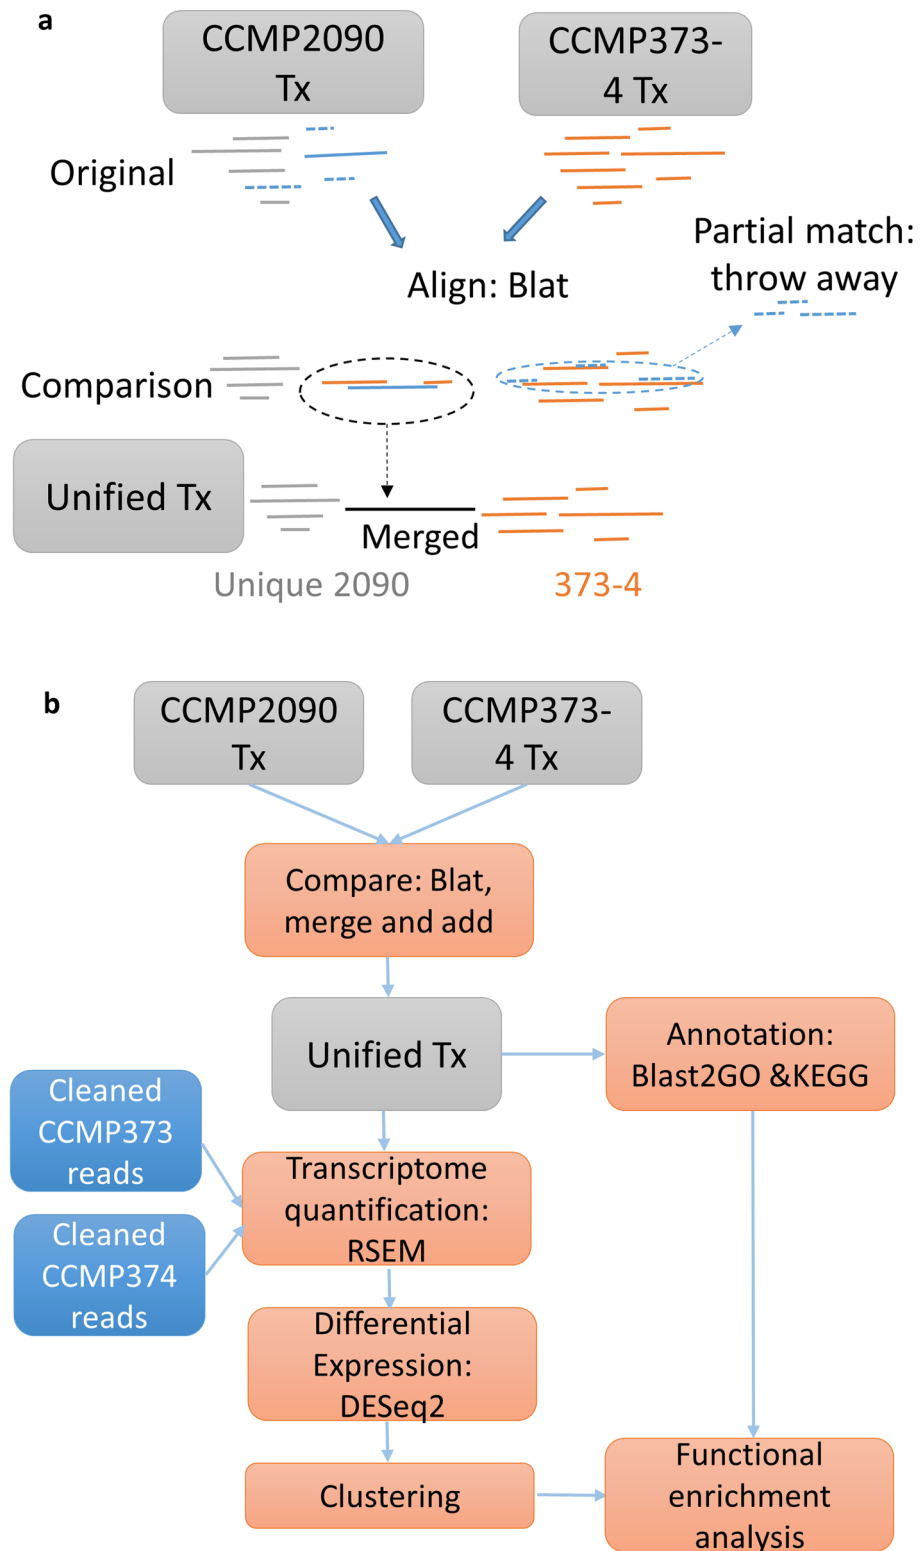 a
CCMP2090
Tx
CCMP373-
4 Tx
Original
Partial match:
throw away
Align: Blat
Comparison
Unified Tx
Merged
Unique 2090
373-4
b
CCMP2090
Tx
CCMP373-
4 Tx
Compare: Blat,
merge and add
Unified Tx
Annotation:
Blast2GO &KEGG
Cleaned
CCMP373
reads
Transcriptome
quantification:
RSEM
Cleaned
CCMP374
reads
Differential
Expression:
DESeq2
Clustering
Functional
enrichment
analysis